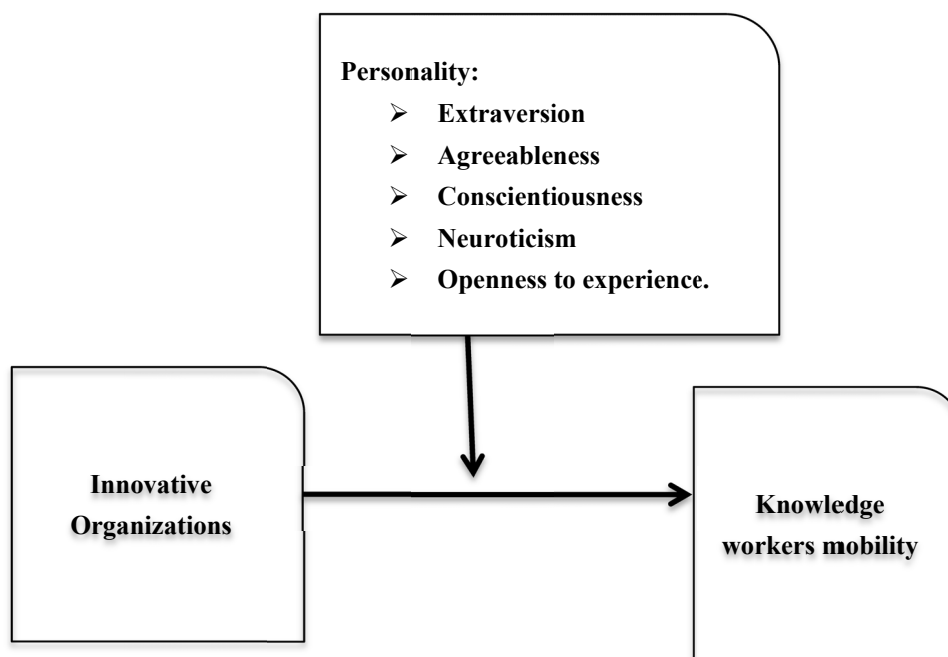 Personality:
➢ Extraversion
➢ Agreeableness
➢ Conscientiousness
➢ Neuroticism
➢ Openness to experience.
Innovative
Organizations
Knowledge
workers mobility